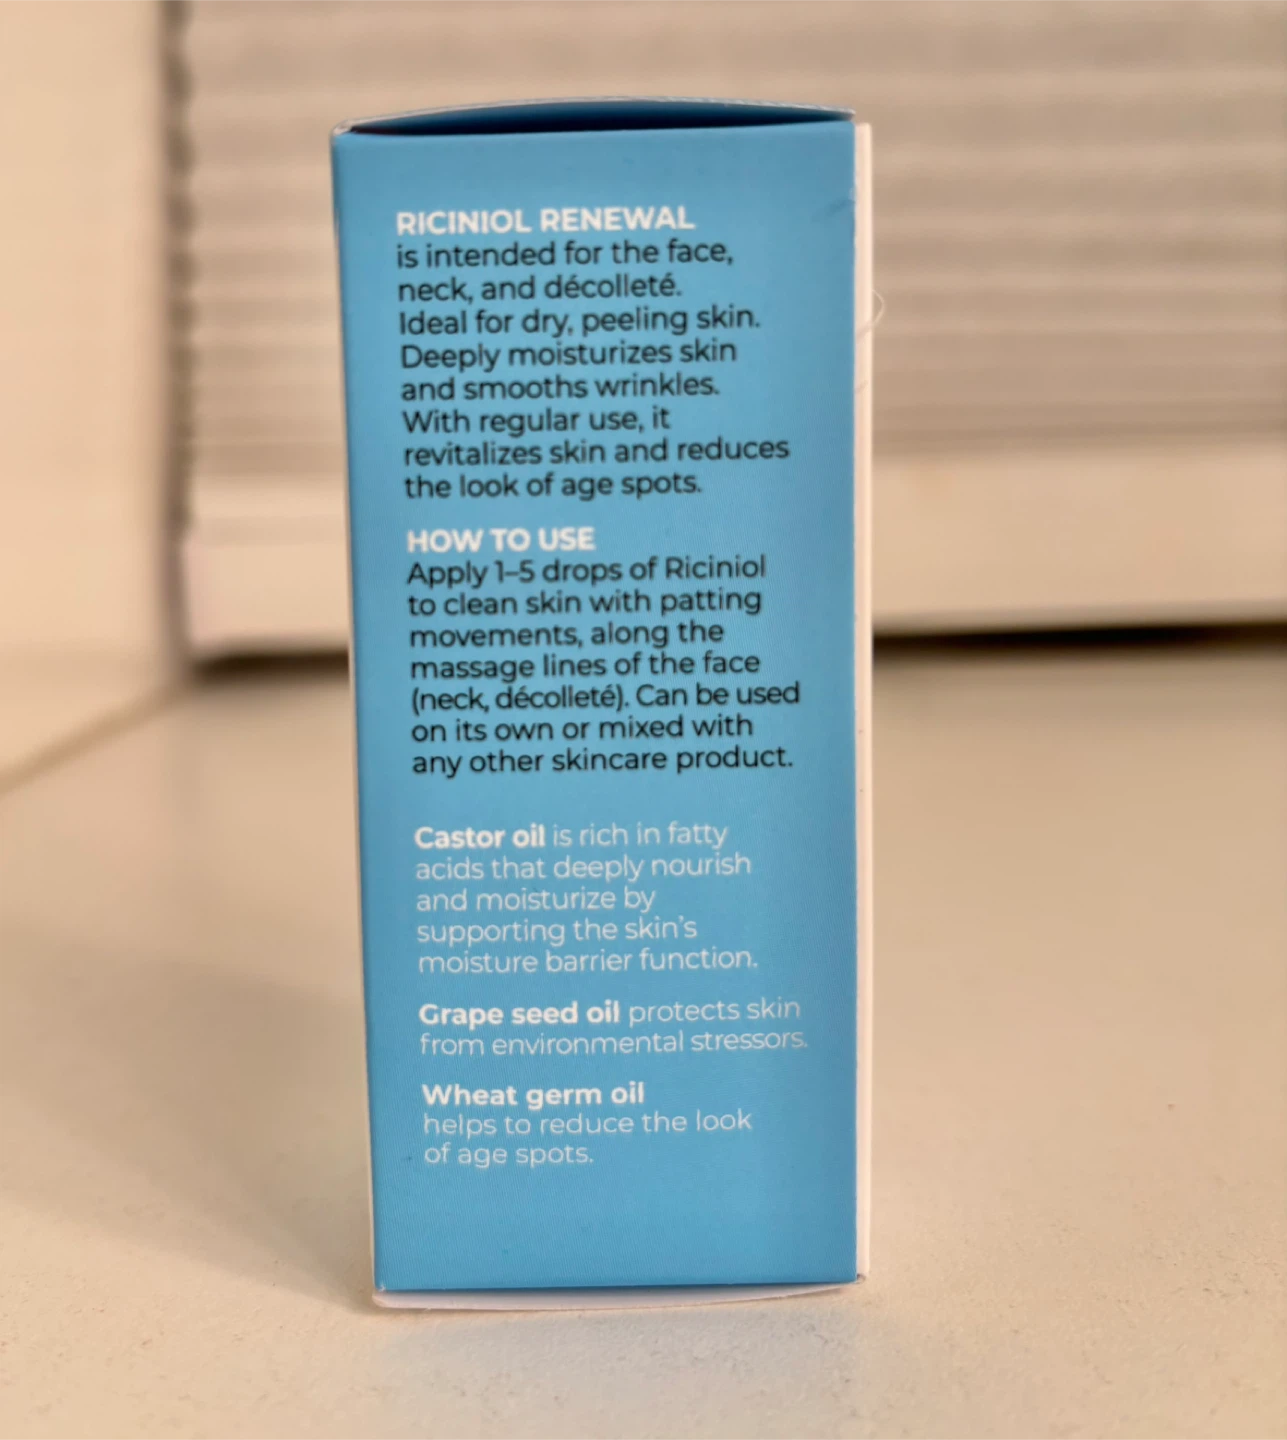 RICINIOL RENEWAL
is intended for the face,
neck, and décolleté.
Ideal for dry, peeling skin.
Deeply moisturizes skin
and smooths wrinkles.
With regular use, it
revitalizes skin and reduces
the look of age spots.
HOW TO USE
Apply 1–5 drops of Riciniol
to clean skin with patting
movements, along the
massage lines of the face
(neck, décolleté). Can be used
on its own or mixed with
any other skincare product.
Castor oil is rich in fatty
acids that deeply nourish
and moisturize by
supporting the skin's
moisture barrier function.
Grape seed oil protects skin
from environmental stressors.
Wheat germ oil
helps to reduce the look
of age spots.